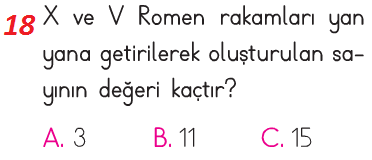 18 X ve V Romen rakamları yan
yana getirilerek oluşturulan sa-
yının değeri kaçtır?
A. 3 B. 11 C. 15